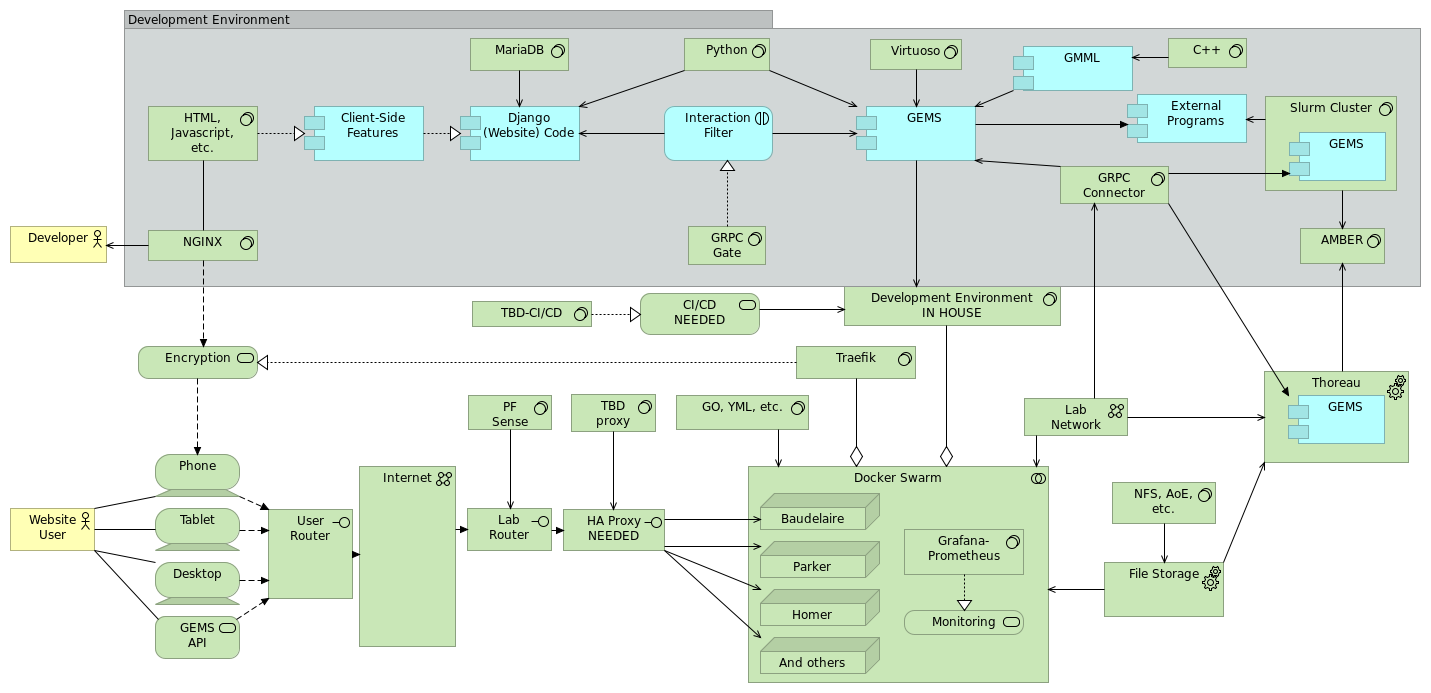 Development Environment
MariaDB
Python
Virtuoso
GMML
C++
HTML,
Javascript,
etc.
Client-Side
Features
Django
(Website) Code
Interaction
Filter
GEMS
External
Programs
Slurm Cluster
GEMS
GRPC
Connector
Developer
NGINX
GRPC
Gate
AMBER
TBD-CI/CD
CI/CD
NEEDED
Development Environment
IN HOUSE
Encryption
Traefik
Thoreau
GEMS
PF
Sense
TBD
proxy
GO, YML, etc.
Lab
Network
Phone
Internet
Docker Swarm
Website
User
Tablet
User
Router
Lab
Router
HA Proxy
NEEDED
Baudelaire
Grafana-
Prometheus
NFS, AoE,
etc.
Desktop
Parker
File Storage
Homer
Monitoring
GEMS
API
And others